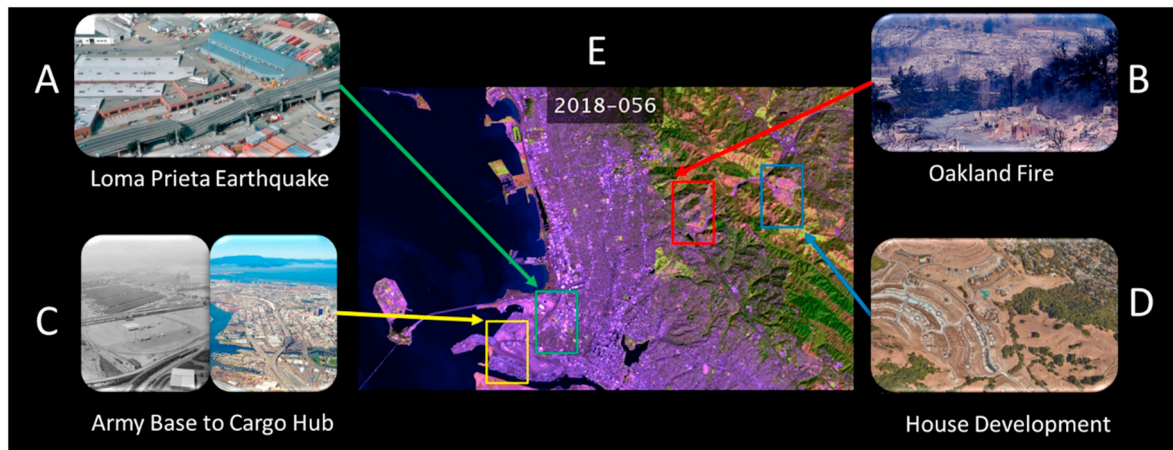 A
Loma Prieta Earthquake
E
2018-056
B
Oakland Fire
C
Army Base to Cargo Hub
D
House Development